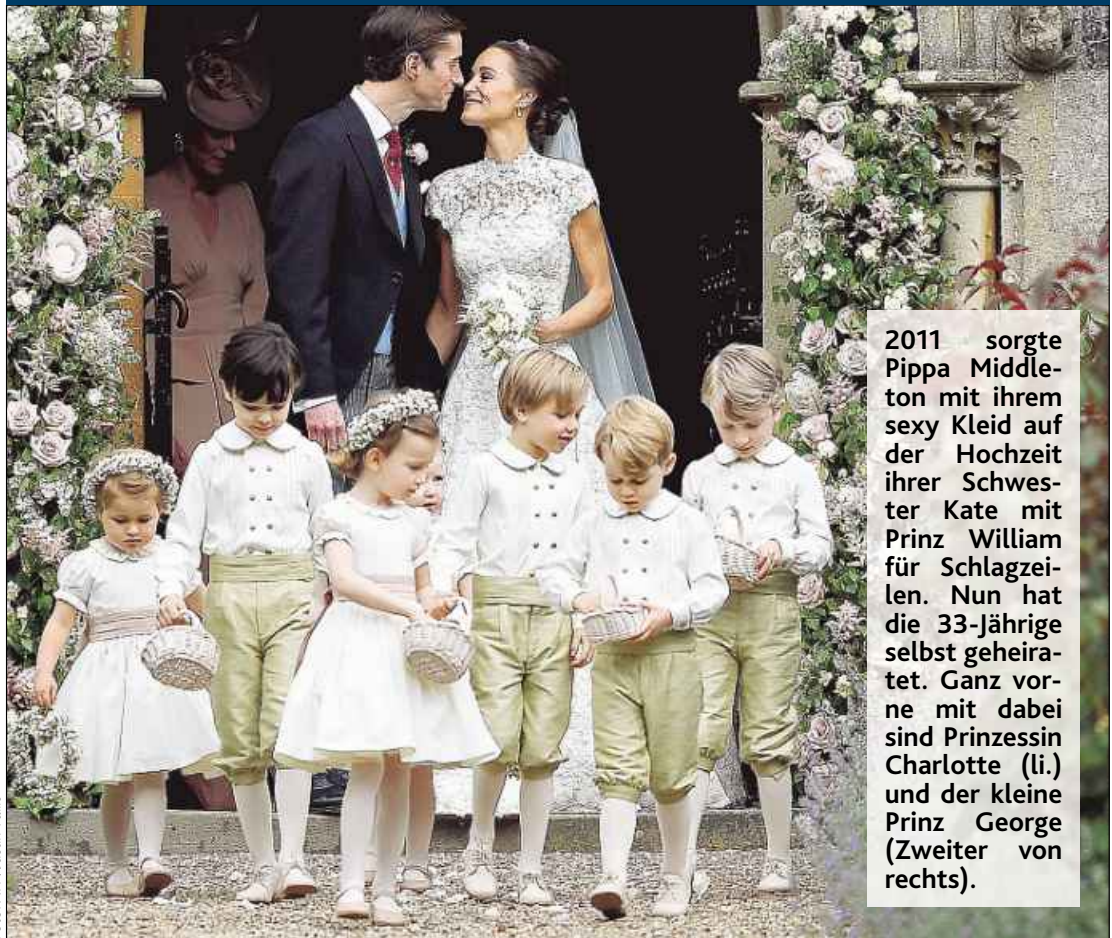 2011 sorgte
Pippa Middle-
ton mit ihrem
sexy Kleid auf
der Hochzeit
ihrer Schwes-
ter Kate mit
Prinz William
für Schlagzei-
len. Nun hat
die 33-Jährige
selbst geheira-
tet. Ganz vor-
ne mit dabei
sind Prinzessin
Charlotte (li.)
und der kleine
Prinz George
(Zweiter von
rechts).